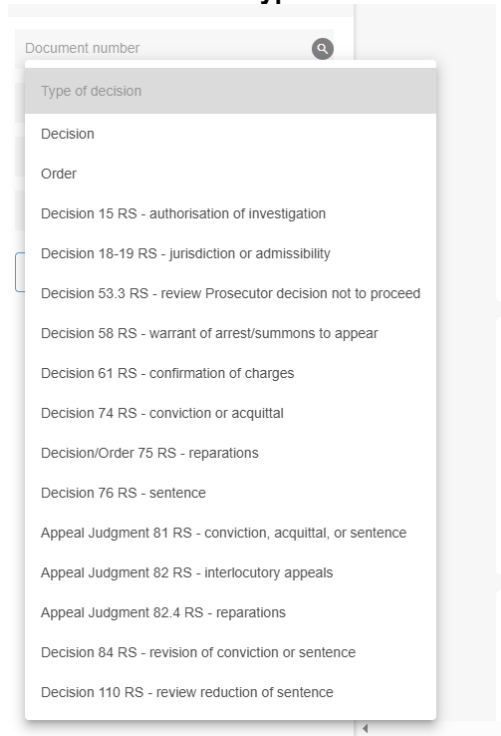 Document number
Type of decision
Decision
Order
Decision 15 RS - authorisation of investigation
Decision 18-19 RS - jurisdiction or admissibility
Decision 53.3 RS - review Prosecutor decision not to proceed
Decision 58 RS - warrant of arrest/summons to appear
Decision 61 RS - confirmation of charges
Decision 74 RS - conviction or acquittal
Decision/Order 75 RS - reparations
Decision 76 RS - sentence
Appeal Judgment 81 RS - conviction, acquittal, or sentence
Appeal Judgment 82 RS - interlocutory appeals
Appeal Judgment 82.4 RS - reparations
Decision 84 RS - revision of conviction or sentence
Decision 110 RS - review reduction of sentence